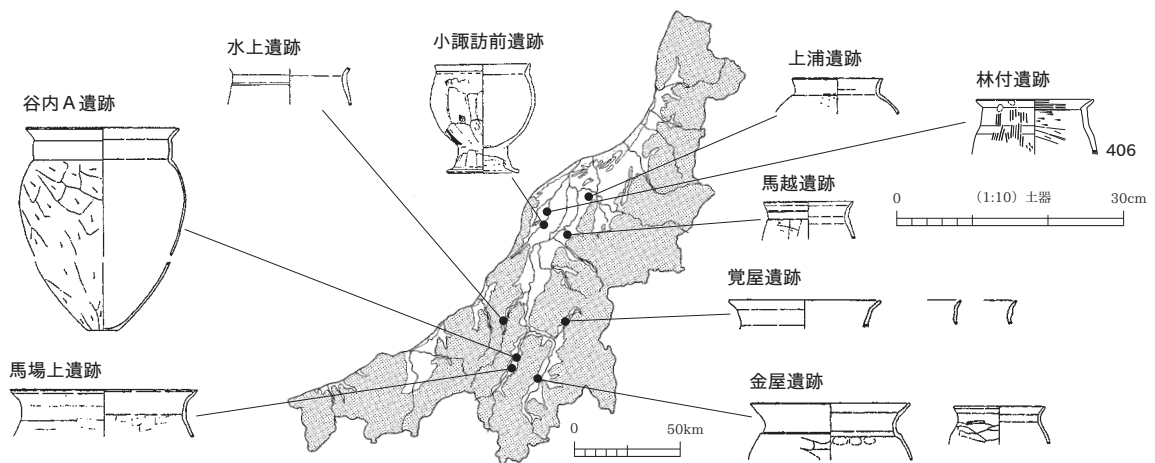 水上遺跡
小諏訪前遺跡
上浦遺跡
林付遺跡
谷内A遺跡
406
0 (1:10) 土器 30cm
馬越遺跡
覚屋遺跡
馬場上遺跡
金屋遺跡
0 50km